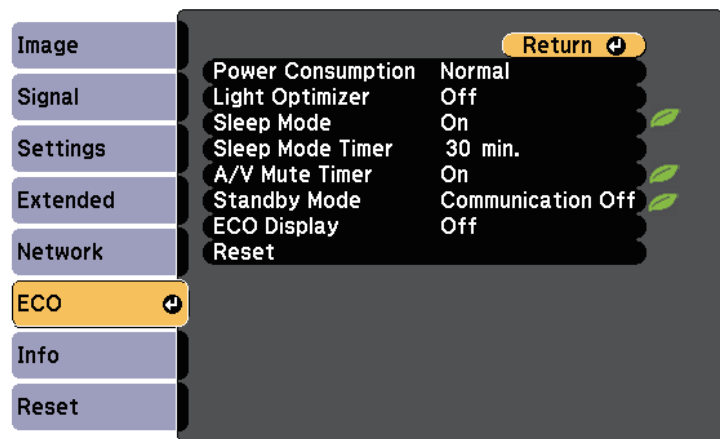 Image
Signal
Settings
Extended
Network
ECO
Info
Reset
Return
Power Consumption Normal
Light Optimizer Off
Sleep Mode On
Sleep Mode Timer 30 min.
A/V Mute Timer On
Standby Mode Communication Off
ECO Display Off
Reset